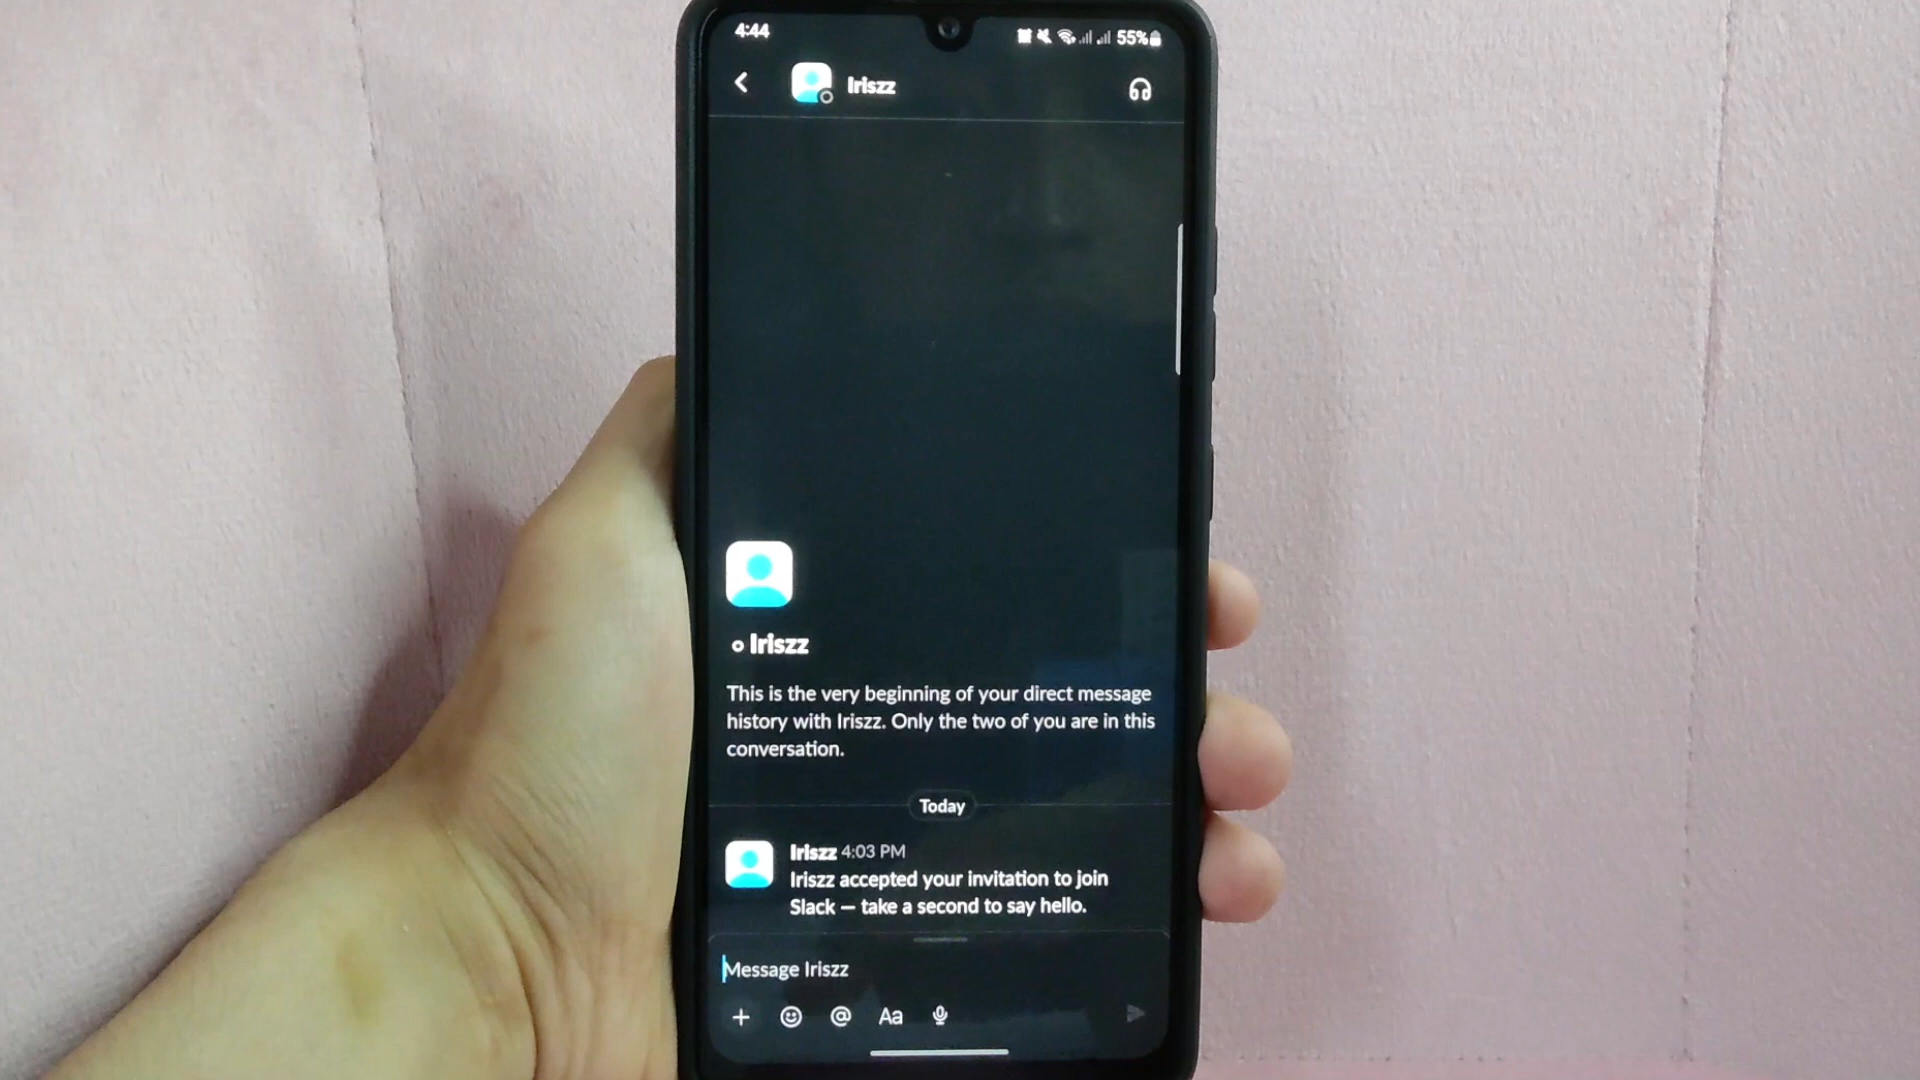 4:44
55%
Iriszz
Iriszz
This is the very beginning of your direct message
history with Iriszz. Only the two of you are in this
conversation.
Today
Iriszz 4:03 PM
Iriszz accepted your invitation to join
Slack — take a second to say hello.
Message Iriszz
@ Aa